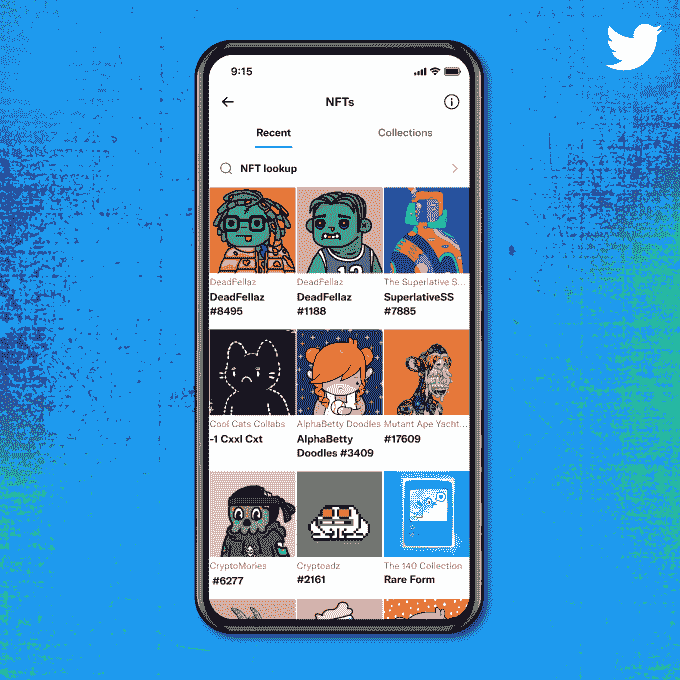 9:15
NFTs
Recent
Collections
NFT lookup
DeadFellaz
DeadFellaz
#8495
DeadFellaz
DeadFellaz
#1188
The Superlative S...
SuperlativeSS
#7885
Cool Cats Collabs
-1 Cxxl Cxt
AlphaBetty Doodles
AlphaBetty
Doodles #3409
Mutant Ape Yacht...
#17609
CryptoMories
#6277
Cryptoadz
#2161
The 140 Collection
Rare Form